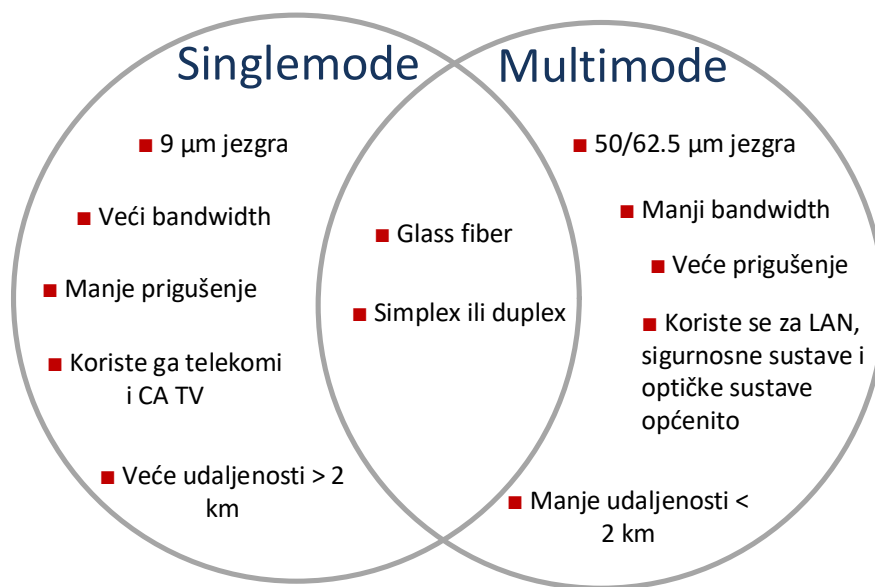 Singlemode
■ 9 µm jezgra
■ Veći bandwidth
■ Manje prigušenje
■ Koriste ga telekomi
i CA TV
■ Veće udaljenosti > 2
km
■ Glass fiber
■ Simplex ili duplex
Multimode
■ 50/62.5 µm jezgra
■ Manji bandwidth
■ Veće prigušenje
■ Koriste se za LAN,
sigurnosne sustave i
optičke sustave
općenito
■ Manje udaljenosti <
2 km